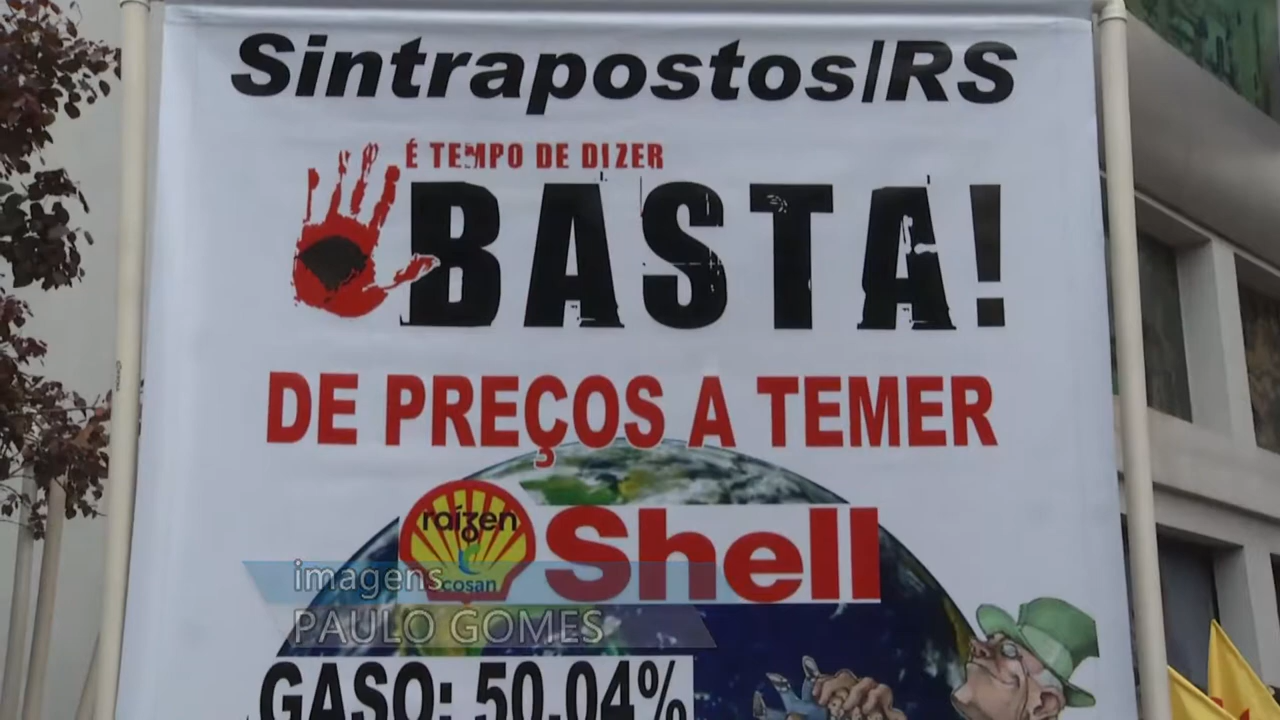 Sintrapostos/RS
É TEMPO DE DIZER
BASTA!
DE PREÇOS A TEMER
raízen
cosan
Shell
imagens
PAULO GOMES
GASO: 50,04%